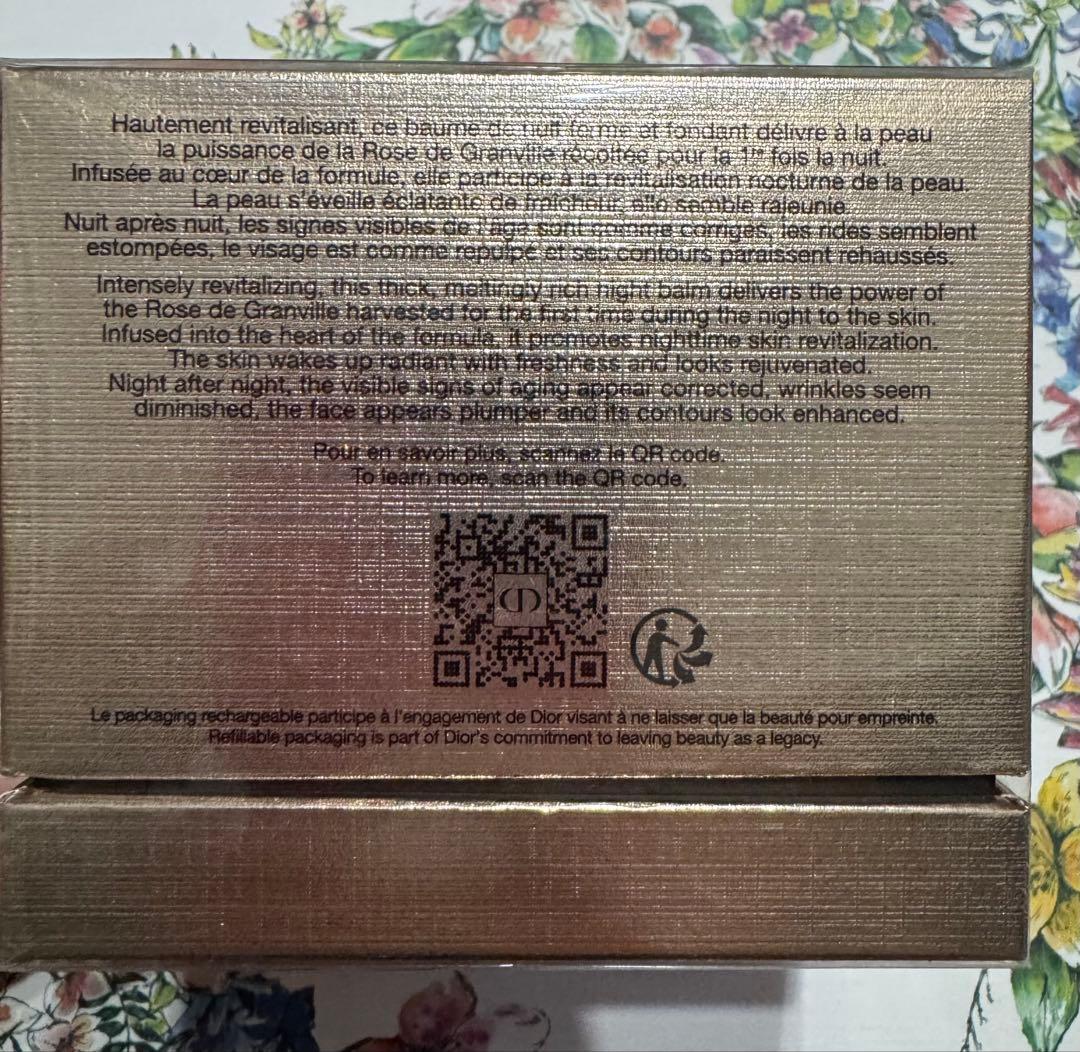 Hautement revitalisant, ce baume de nuit ferme et fondant délivre à la peau
la puissance de la Rose de Granville récoltée pour la 1re fois la nuit.
Infusée au cœur de la formule, elle participe à la revitalisation nocturne de la peau.
La peau s'éveille éclatante de fraîcheur, elle semble rajeunie.
Nuit après nuit, les signes visibles de l'âge sont comme corrigés, les rides semblent
estompées, le visage est comme repulpé et ses contours paraissent rehaussés.
Intensely revitalizing, this thick, meltingly rich night balm delivers the power of
the Rose de Granville harvested for the first time during the night to the skin.
Infused into the heart of the formula, it promotes nighttime skin revitalization.
The skin wakes up radiant with freshness and looks rejuvenated.
Night after night, the visible signs of aging appear corrected, wrinkles seem
diminished, the face appears plumper and its contours look enhanced.
Pour en savoir plus, scannez le QR code.
To learn more, scan the QR code.
CD
Le packaging rechargeable participe à l'engagement de Dior visant à ne laisser que la beauté pour empreinte.
Refillable packaging is part of Dior's commitment to leaving beauty as a legacy.